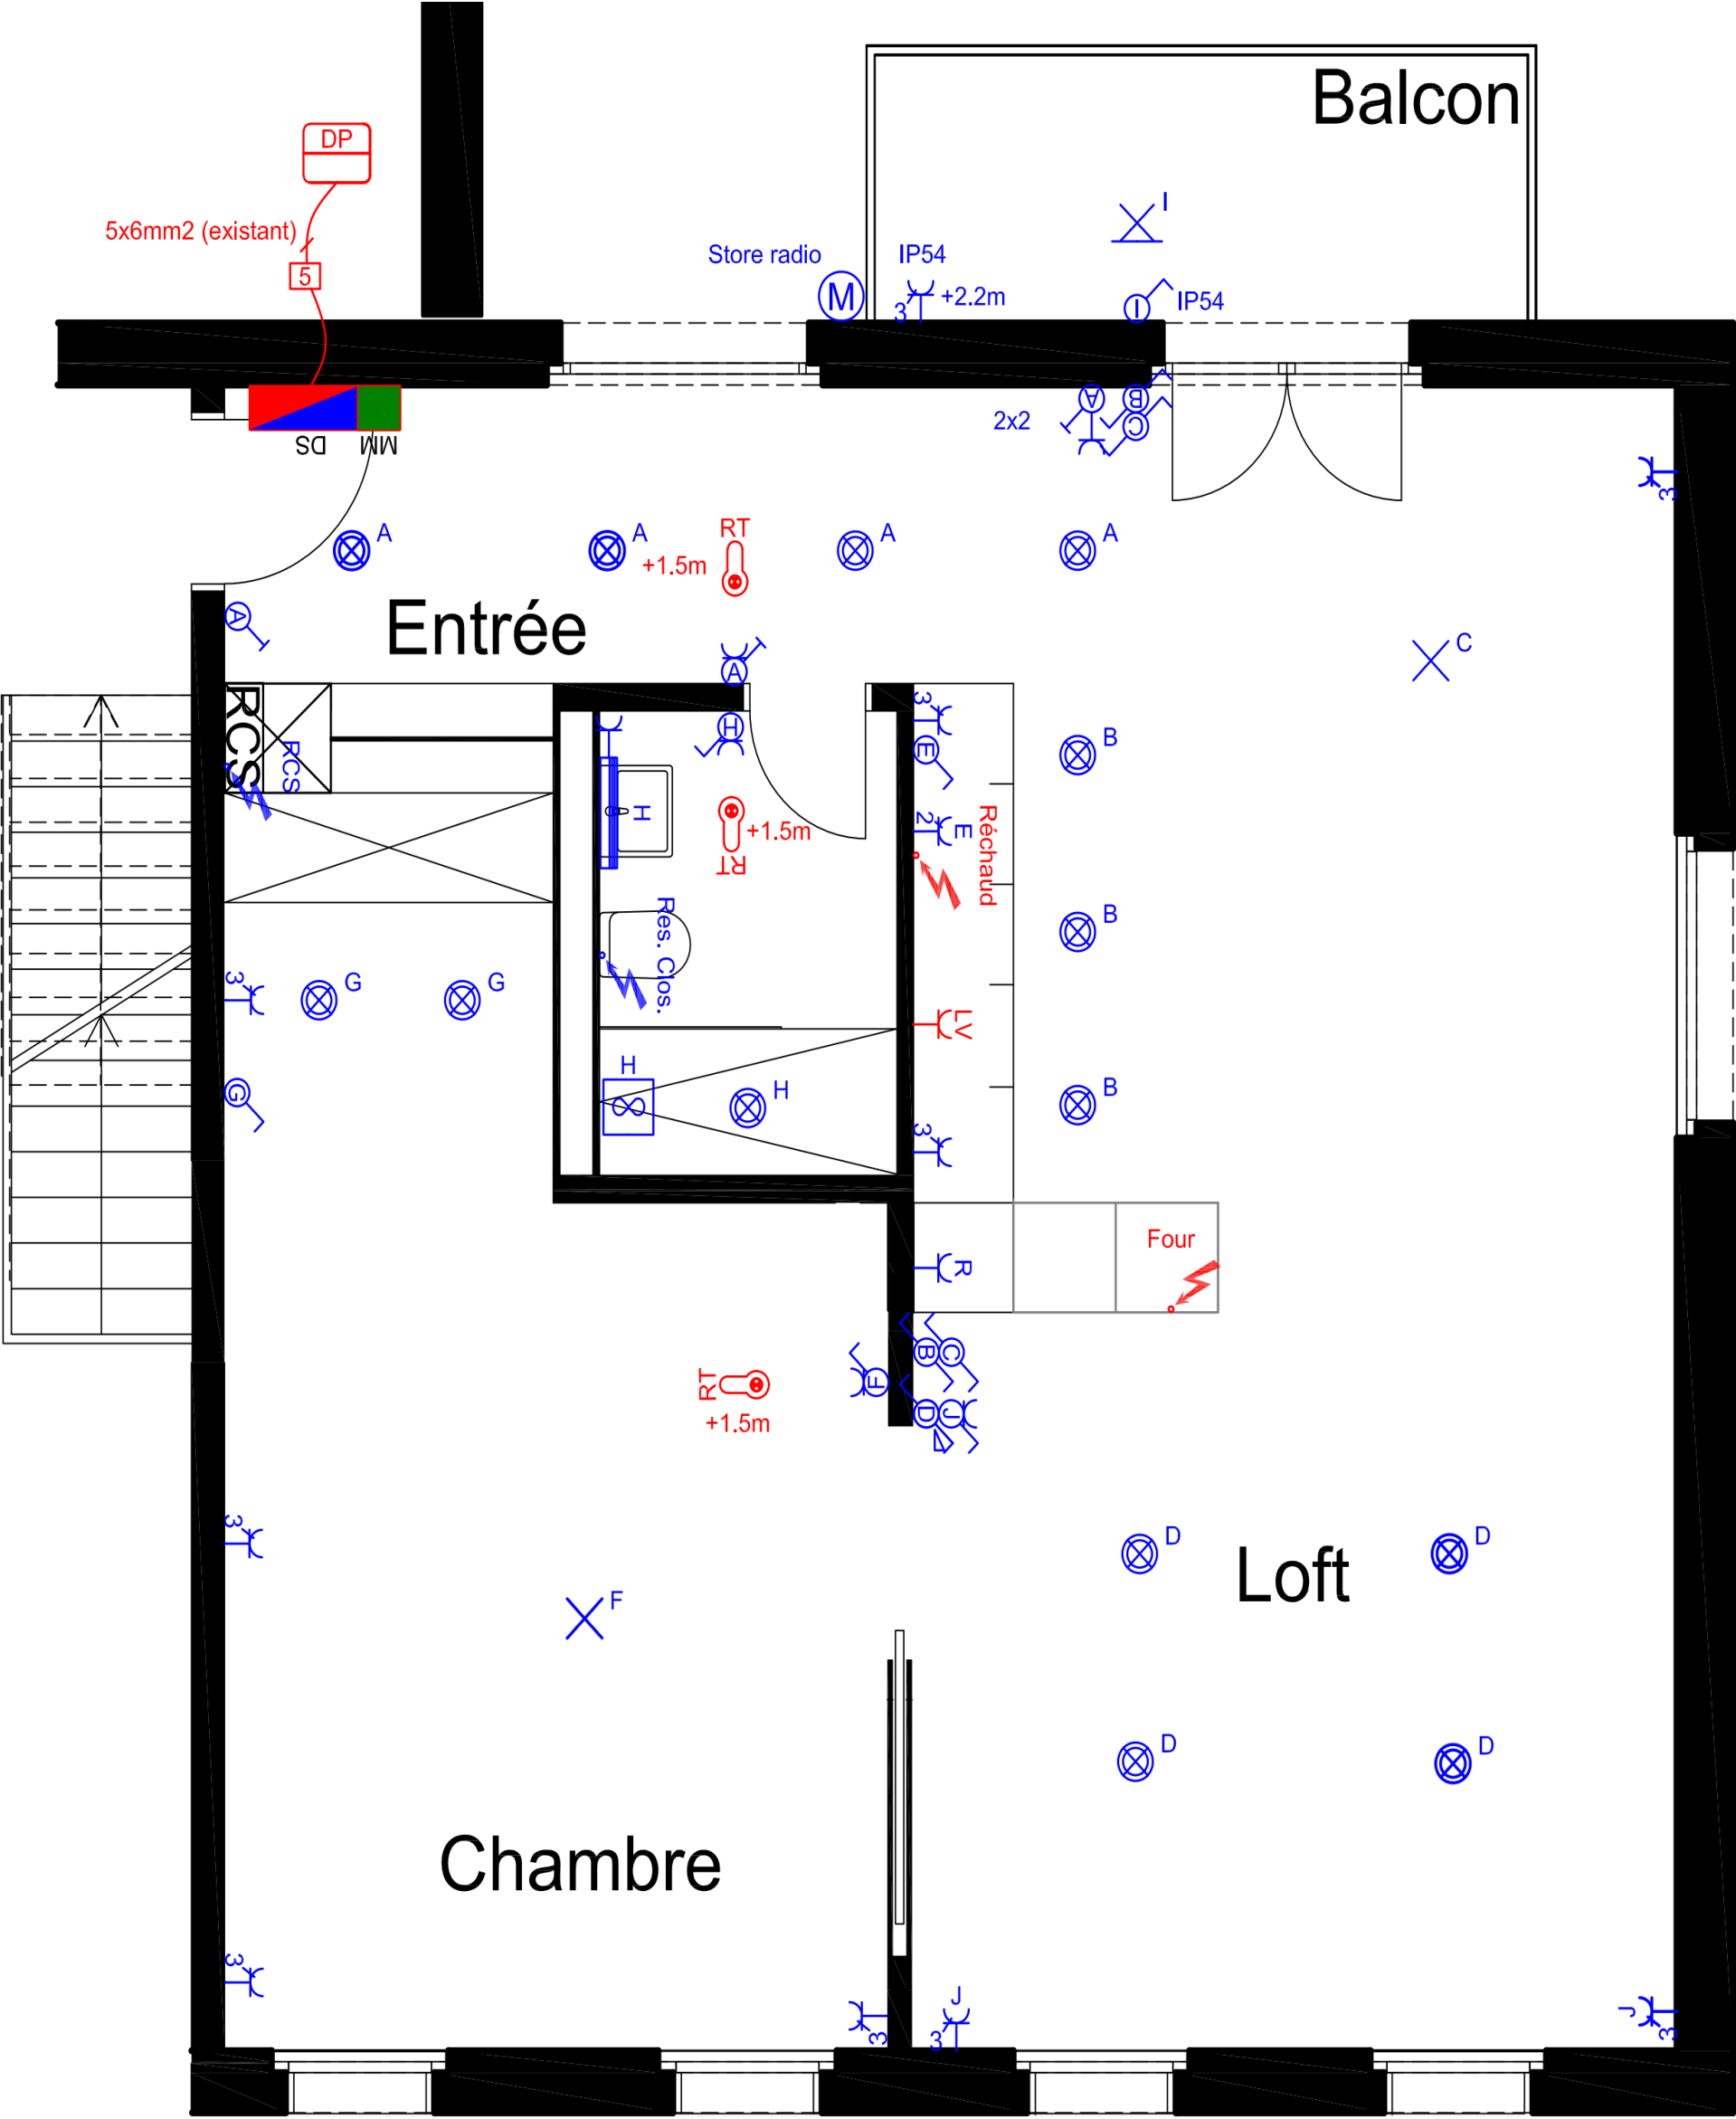 Balcon
DP
5x6mm2 (existant)
5
I
Store radio
IP54
M
+2.2m
3
I
IP54
DS
MM
2x2
A
B
C
3
A
A
RT
+1.5m
A
A
A
Entrée
A
C
RCS
RCS
H
3
E
B
H
+1.5m
RT
2
E
Réchaud
Res. Clos.
B
3
G
G
LV
G
H
H
B
3
Four
R
B
C
F
D
J
RT
+1.5m
3
D
D
Loft
F
D
D
Chambre
3
J
3
3
J
3